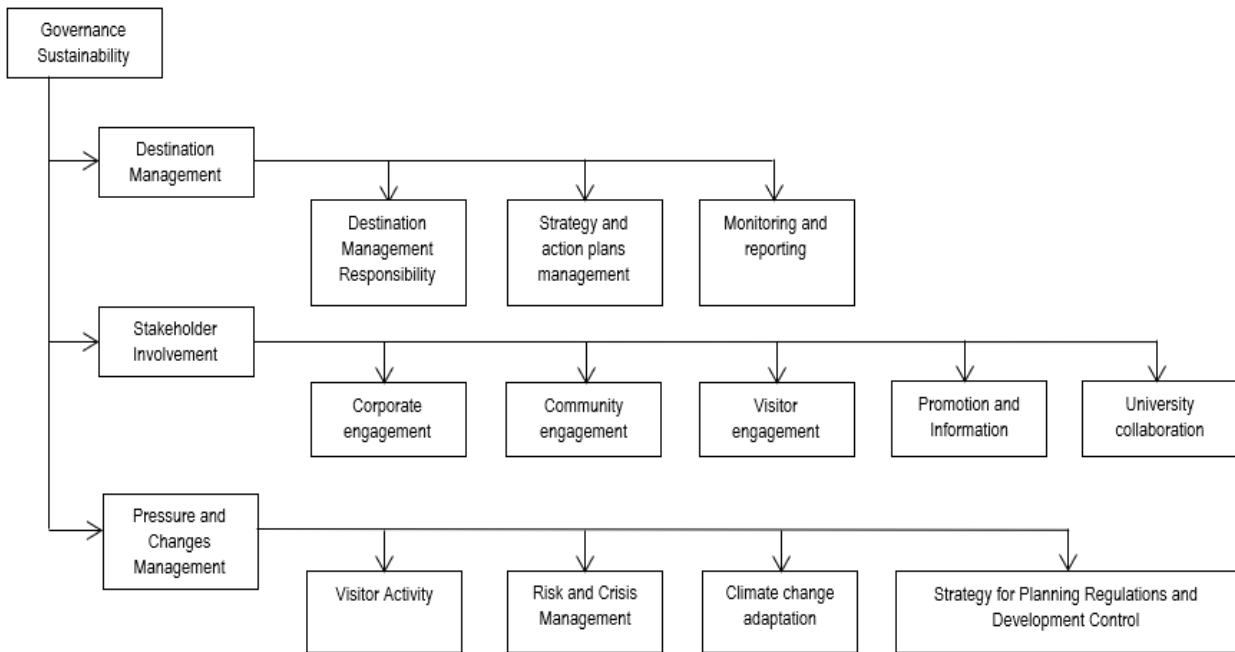 Governance
Sustainability
Destination
Management
Destination
Management
Responsibility
Strategy and
action plans
management
Monitoring and
reporting
Stakeholder
Involvement
Corporate
engagement
Community
engagement
Visitor
engagement
Promotion and
Information
University
collaboration
Pressure and
Changes
Management
Visitor Activity
Risk and Crisis
Management
Climate change
adaptation
Strategy for Planning Regulations and
Development Control